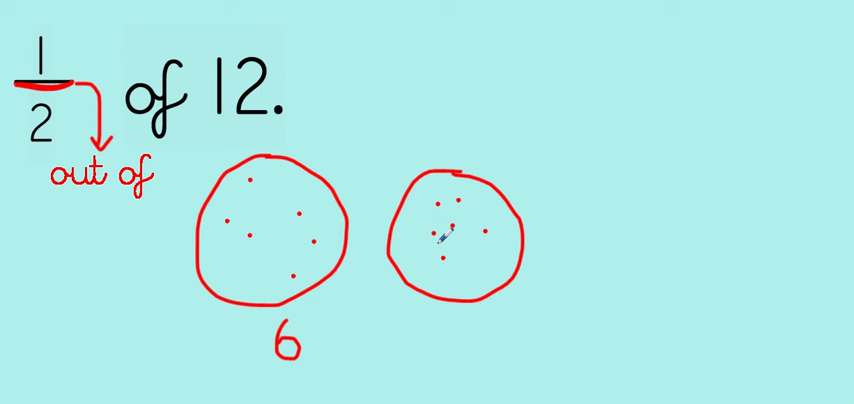 1/2 of 12.
out of
6